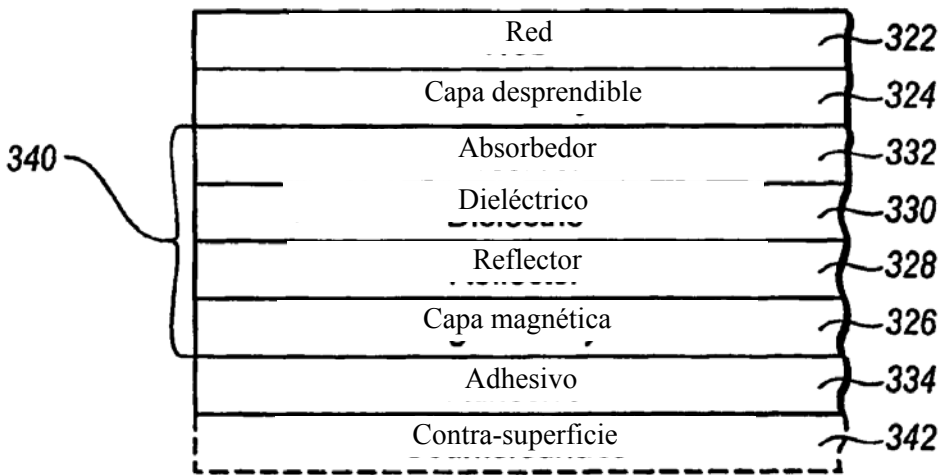 Red 322
Capa desprendible 324
340
Absorbedor 332
Dieléctrico 330
Reflector 328
Capa magnética 326
Adhesivo 334
Contra-superficie 342